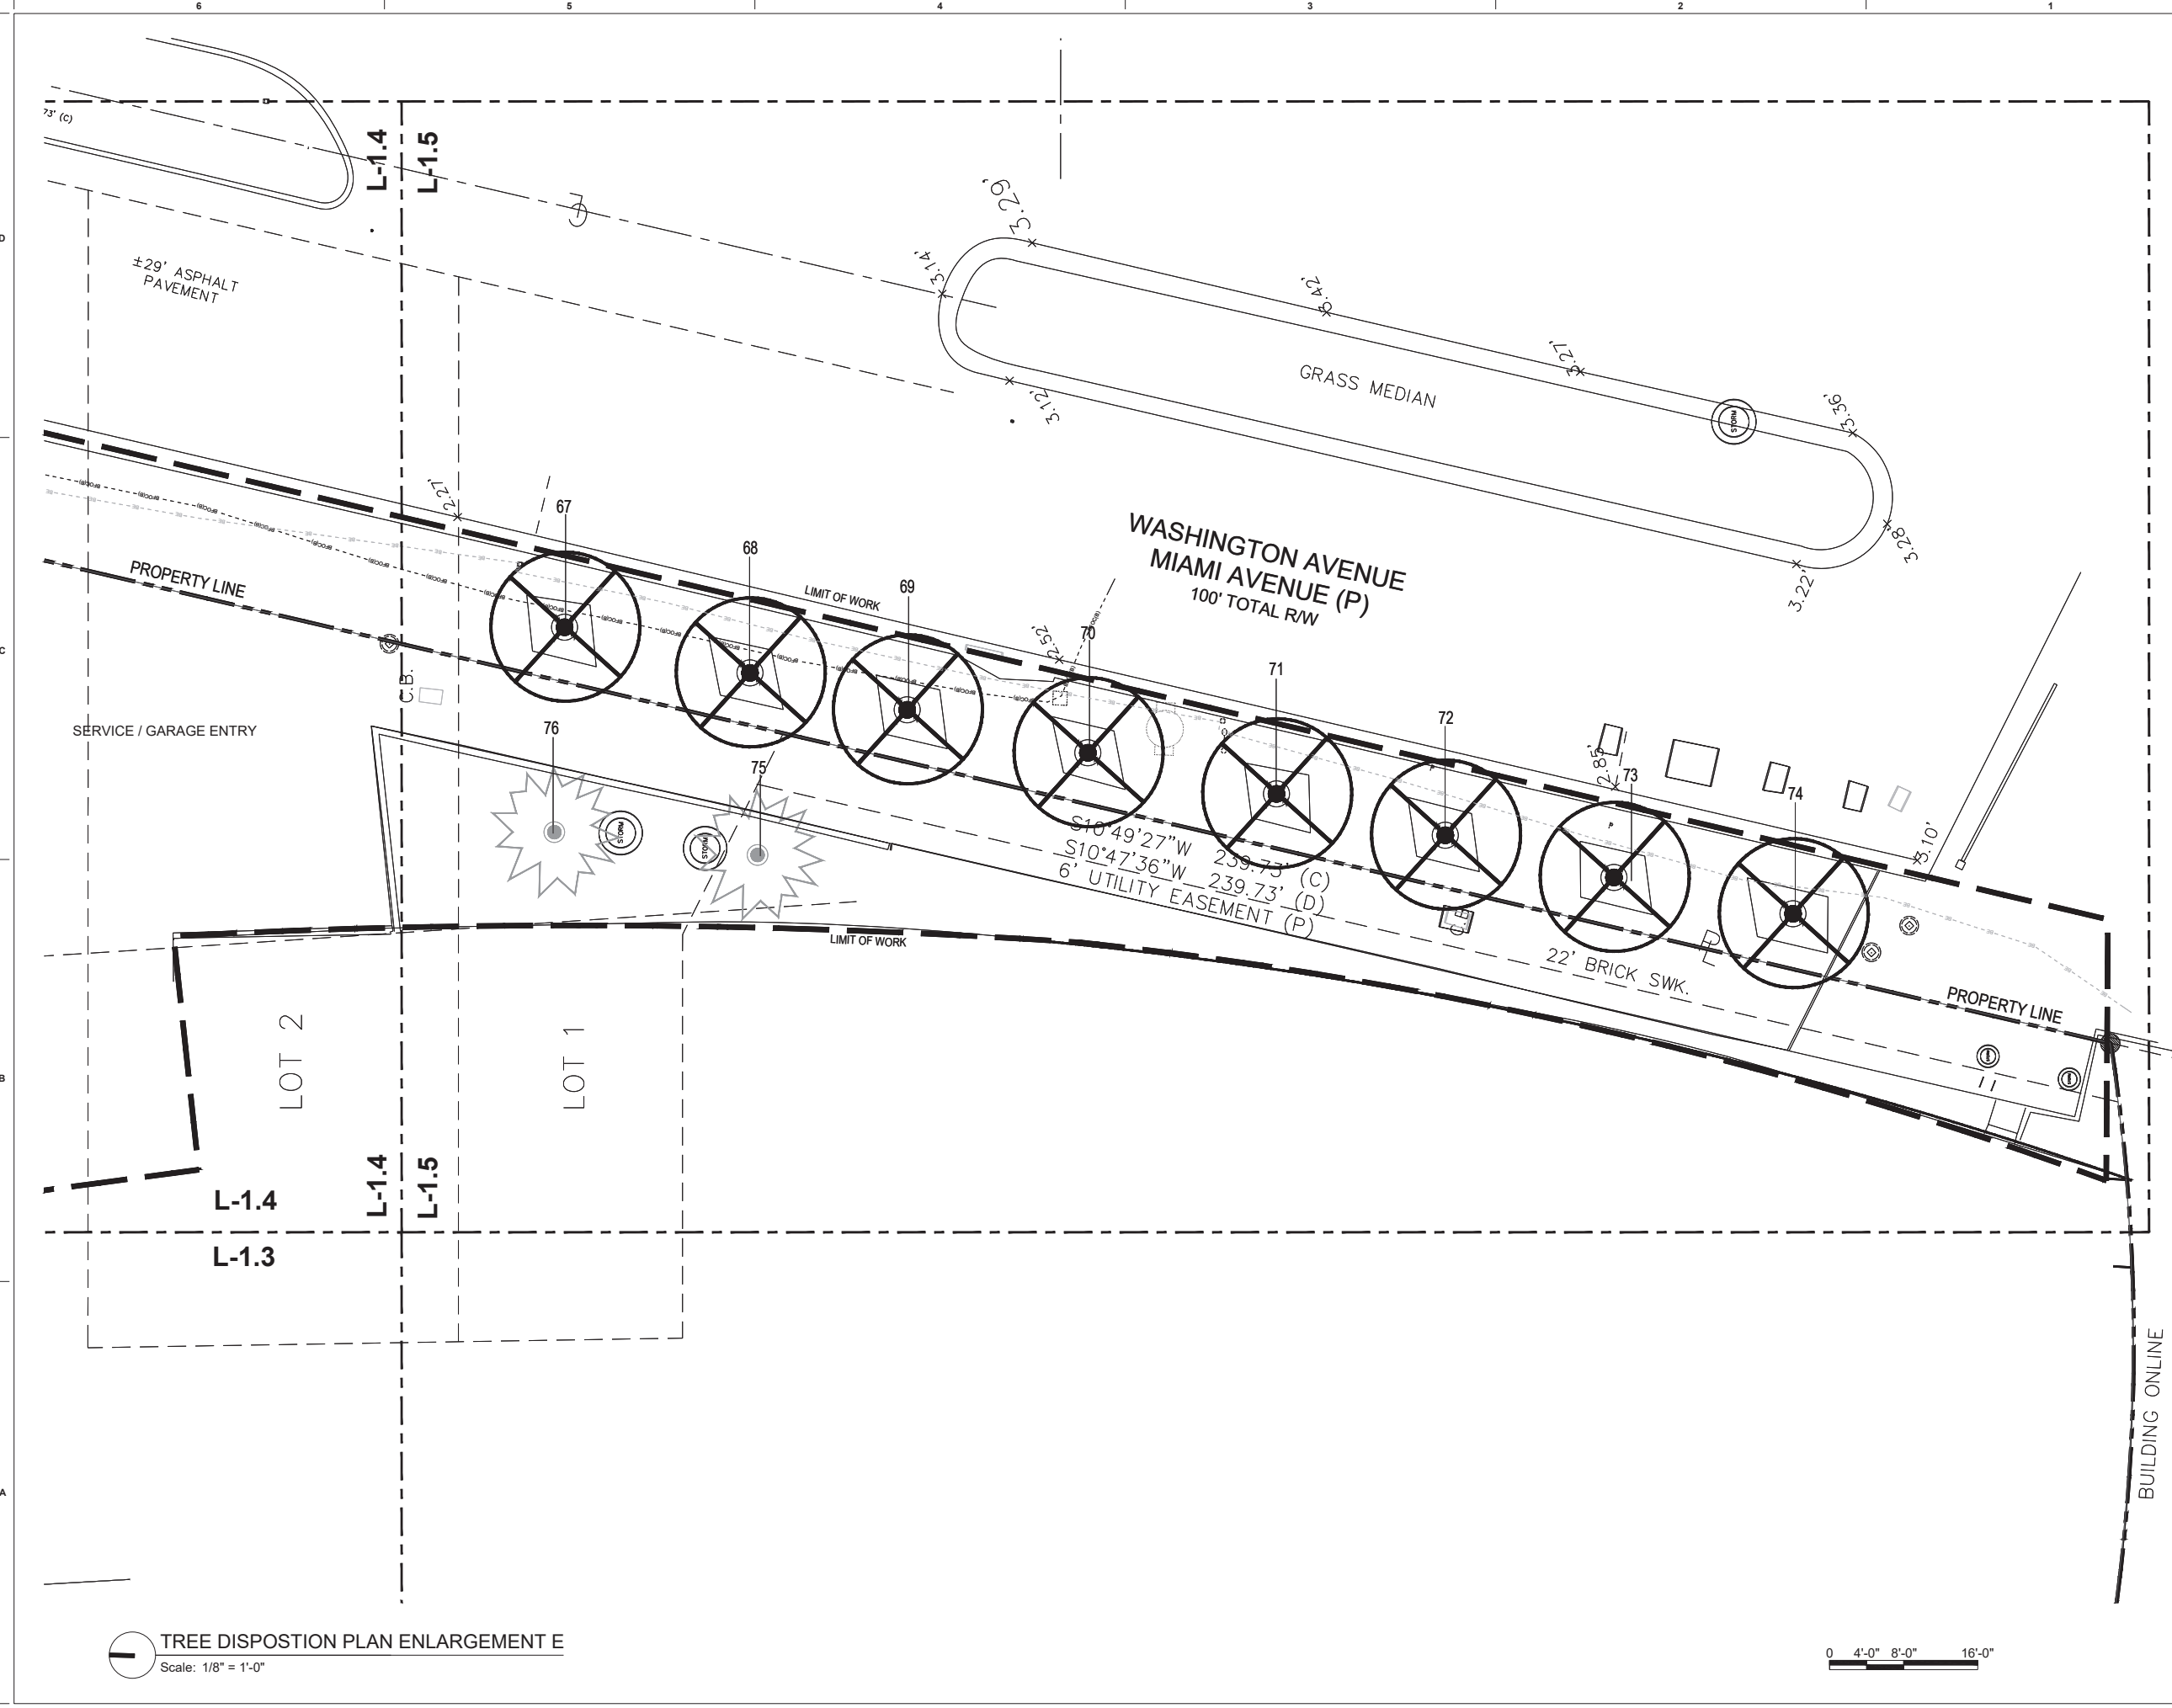 6 5 4 3 2 1
73' (C)
L-1.4
L-1.5
D
±29' ASPHALT
PAVEMENT
3.29'
3.14'
3.42'
3.27'
3.12'
GRASS MEDIAN
STORM
3.36'
3.28'
3.22'
2.27'
67
68
69
70
71
72
73
74
LIMIT OF WORK
WASHINGTON AVENUE
MIAMI AVENUE (P)
100' TOTAL R/W
2.52'
2.85'
3.10'
PROPERTY LINE
C
C.B.
SERVICE / GARAGE ENTRY
76
75
STORM
STORM
S10°49'27"W 239.73' (C)
S10°47'36"W 239.73' (D)
6' UTILITY EASEMENT (P)
22' BRICK SWK.
LIMIT OF WORK
PROPERTY LINE
LOT 2
LOT 1
B
L-1.4
L-1.5
L-1.4
L-1.3
BUILDING ONLINE
A
TREE DISPOSTION PLAN ENLARGEMENT E
Scale: 1/8" = 1'-0"
0 4'-0" 8'-0" 16'-0"